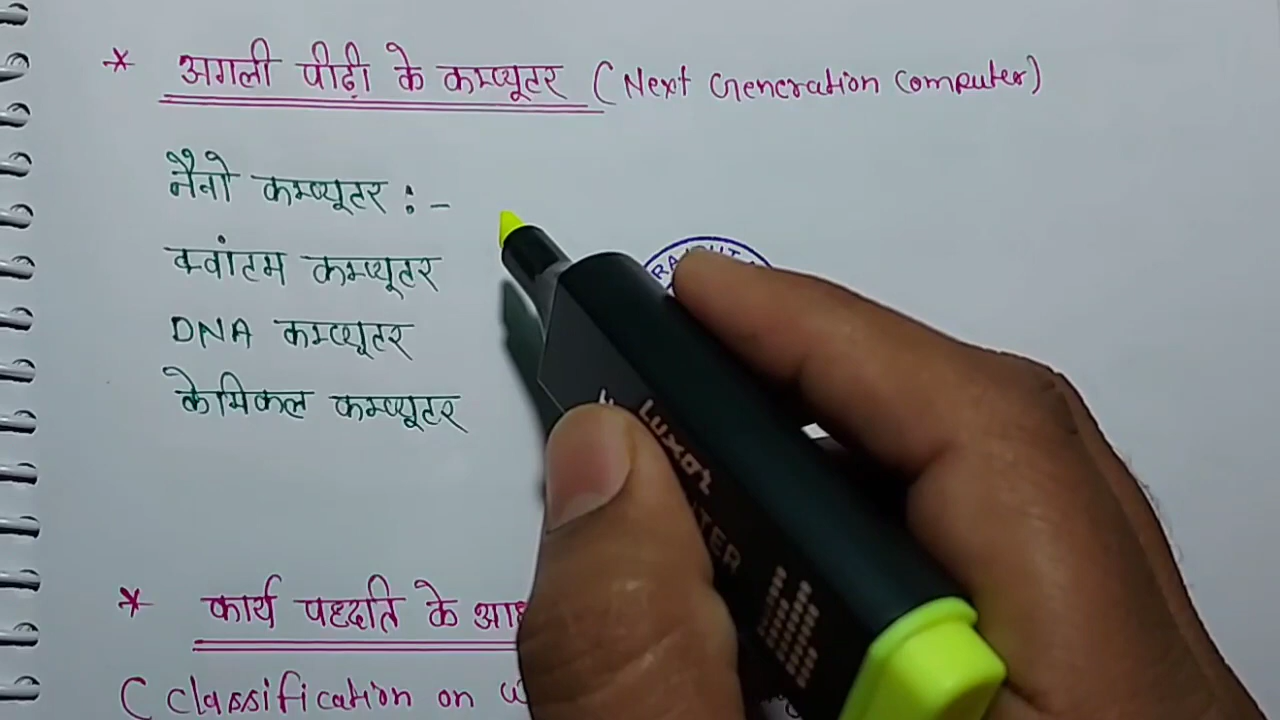 * अगली पीढ़ी के कम्प्यूटर (Next Generation Computer)
नैनो कम्प्यूटर :-
क्वांटम कम्प्यूटर
DNA कम्प्यूटर
केमिकल कम्प्यूटर
Luxor
* कार्य पद्धति के
(Classification on